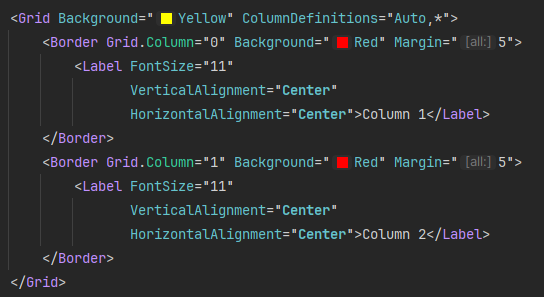 <Grid Background="Yellow" ColumnDefinitions="Auto,*">
<Border Grid.Column="0" Background="Red" Margin="[all:]5">
<Label FontSize="11"
VerticalAlignment="Center"
HorizontalAlignment="Center">Column 1</Label>
</Border>
<Border Grid.Column="1" Background="Red" Margin="[all:]5">
<Label FontSize="11"
VerticalAlignment="Center"
HorizontalAlignment="Center">Column 2</Label>
</Border>
</Grid>